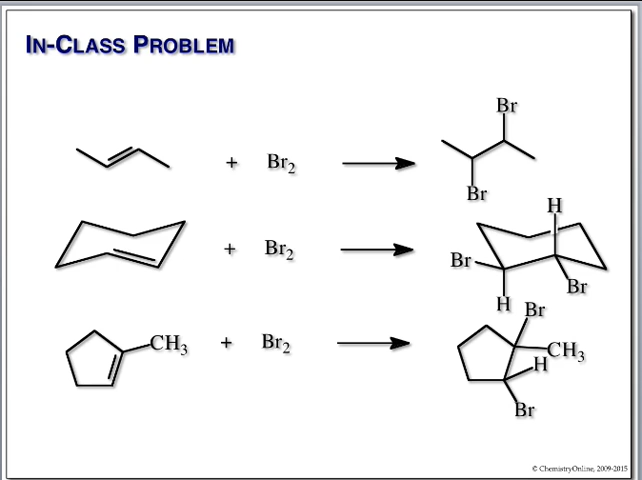 IN-CLASS PROBLEM
Br
+ Br₂
Br
H
+ Br₂
Br
Br
H
Br
CH₃ + Br₂
CH₃
H
Br
© ChemistryOnline, 2009-2015